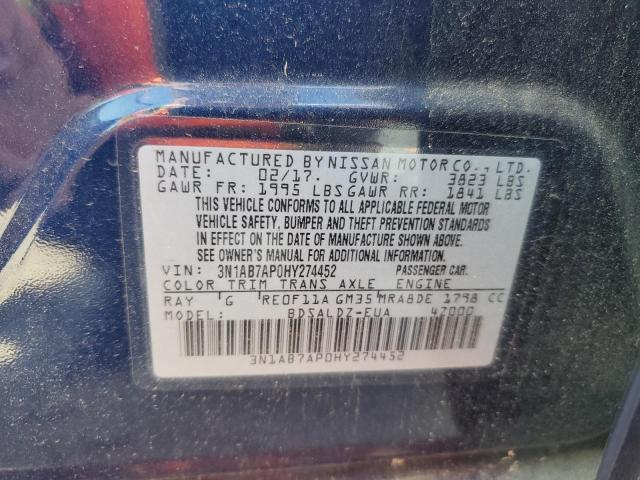 MANUFACTURED BY NISSAN MOTOR CO., LTD.
DATE: 02/17. GVWR: 3823 LBS
GAWR FR: 1995 LBS GAWR RR: 1841 LBS
THIS VEHICLE CONFORMS TO ALL APPLICABLE FEDERAL MOTOR
VEHICLE SAFETY, BUMPER AND THEFT PREVENTION STANDARDS
IN EFFECT ON THE DATE OF MANUFACTURE SHOWN ABOVE.
SEE OWNER'S MANUAL FOR ADDITIONAL INFORMATION.
VIN: 3N1AB7AP0HY274452 PASSENGER CAR.
COLOR TRIM TRANS AXLE ENGINE
RAY G RE0F11A GM35 MRA8DE 1798 CC
MODEL: BDSALDZ-EUA 4Z000
3N1AB7AP0HY274452